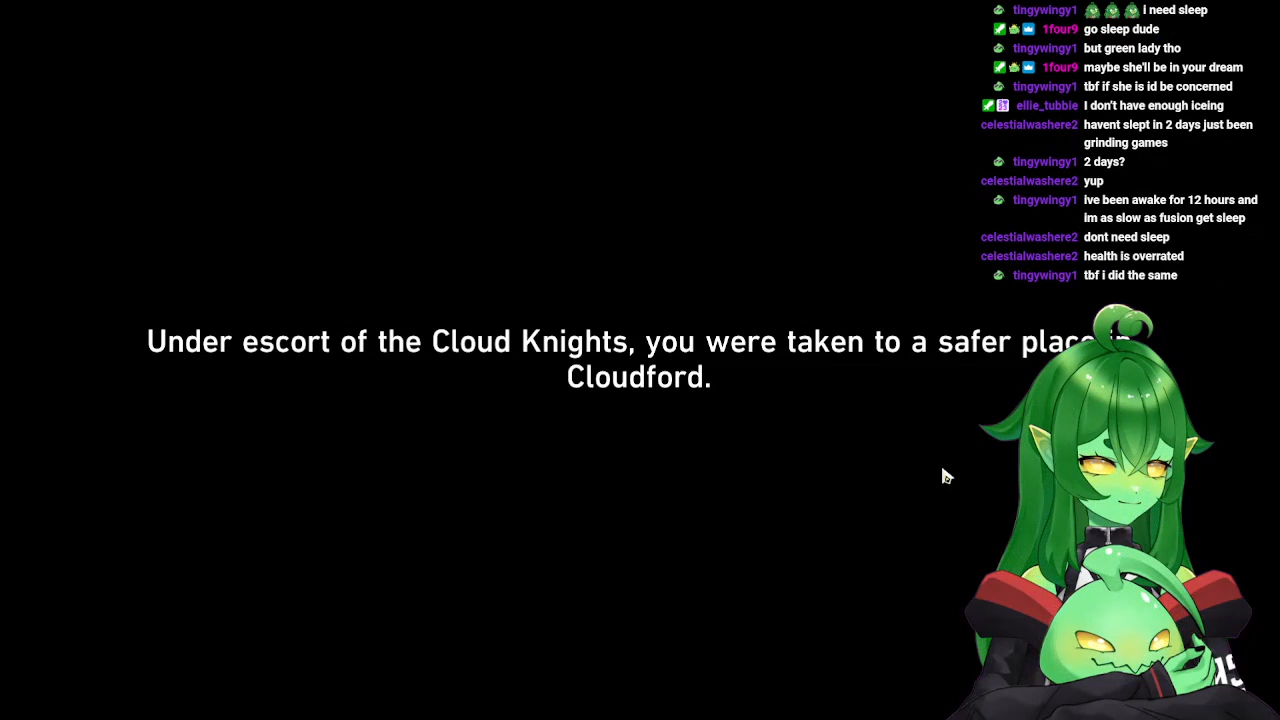 tingywingy1 i need sleep
1four9 go sleep dude
tingywingy1 but green lady tho
1four9 maybe she'll be in your dream
tingywingy1 tbf if she is id be concerned
ellie_tubbie I don't have enough iceing
celestialwashere2 havent slept in 2 days just been
grinding games
tingywingy1 2 days?
celestialwashere2 yup
tingywingy1 ive been awake for 12 hours and
im as slow as fusion get sleep
celestialwashere2 dont need sleep
celestialwashere2 health is overrated
tingywingy1 tbf i did the same
Under escort of the Cloud Knights, you were taken to a safer place in
Cloudford.